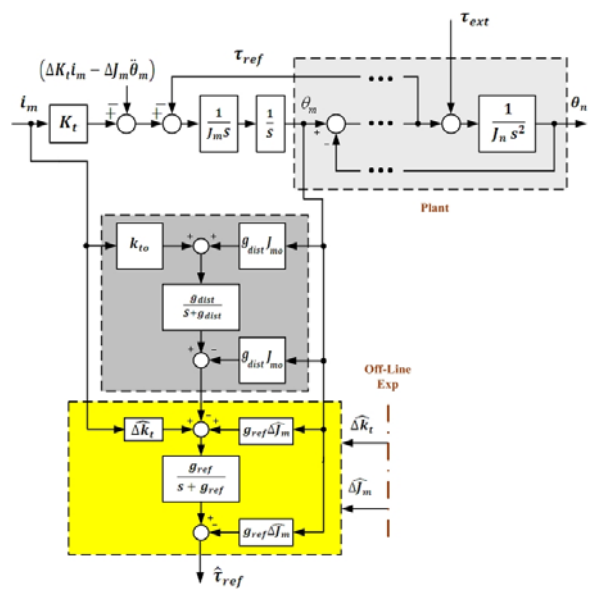 τ_ext
(ΔK_t i_m − ΔJ_m θ̈_m)
τ_ref
i_m
K_t
1 / J_m s
1 / s
θ_m
1 / J_n s²
θ_n
Plant
k_to
g_dist J_mo
g_dist / s+g_dist
g_dist J_mo
Off-Line
Exp
Δk̂_t
g_ref ΔĴ_m
Δk̂_t
g_ref / s + g_ref
ΔĴ_m
g_ref ΔĴ_m
τ̂_ref